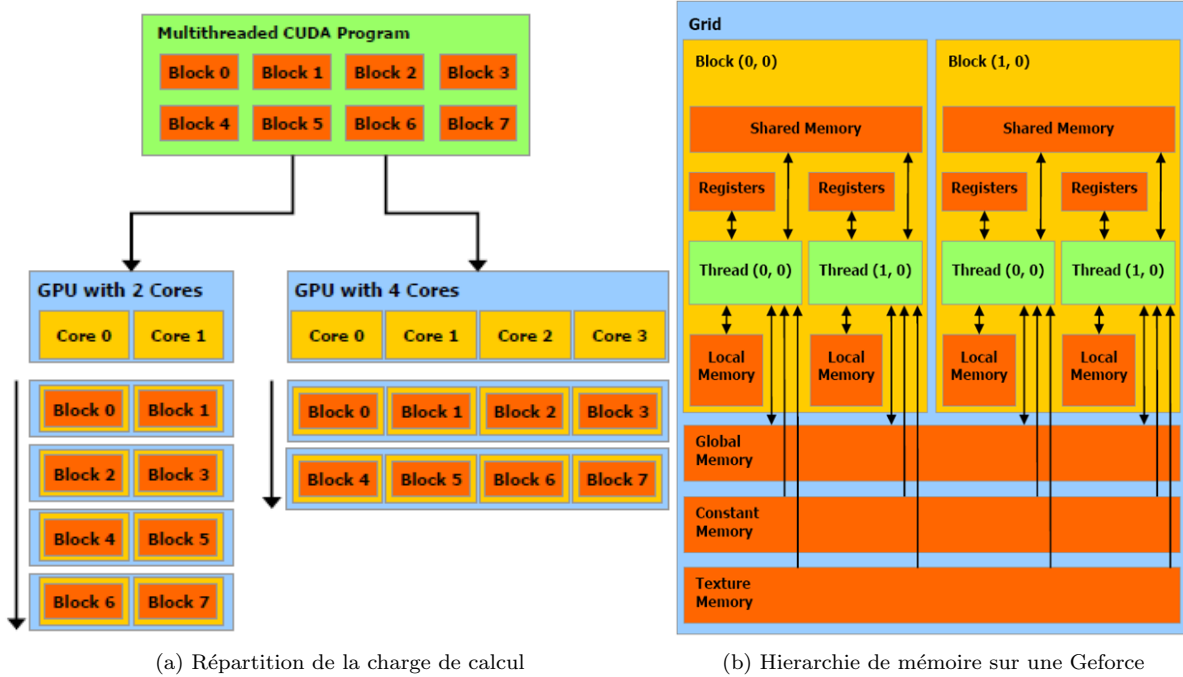 Multithreaded CUDA Program
Block 0 Block 1 Block 2 Block 3
Block 4 Block 5 Block 6 Block 7
GPU with 2 Cores
Core 0 Core 1
Block 0 Block 1
Block 2 Block 3
Block 4 Block 5
Block 6 Block 7
GPU with 4 Cores
Core 0 Core 1 Core 2 Core 3
Block 0 Block 1 Block 2 Block 3
Block 4 Block 5 Block 6 Block 7
(a) Répartition de la charge de calcul
Grid
Block (0, 0) Block (1, 0)
Shared Memory Shared Memory
Registers Registers Registers Registers
Thread (0, 0) Thread (1, 0) Thread (0, 0) Thread (1, 0)
Local Local Local Local
Memory Memory Memory Memory
Global
Memory
Constant
Memory
Texture
Memory
(b) Hierarchie de mémoire sur une Geforce